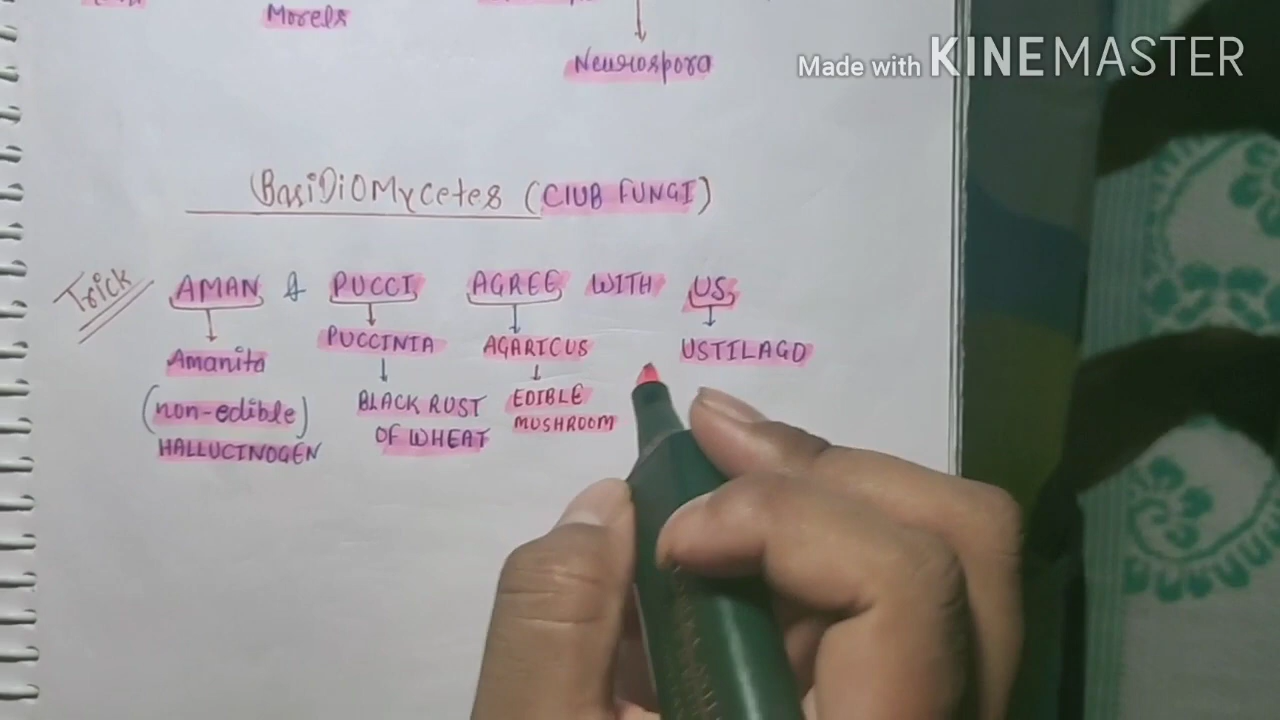 Morels
Neurospora
Made with KINEMASTER
BasiDiOMycetes (ClUB FUNGI)
Trick
AMAN & PUCCI AGREE WITH US
Amanita PUCCINIA AGARICUS USTILAGO
(non-edible) BLACK RUST EDIBLE
HALLUCINOGEN OF WHEAT MUSHROOM